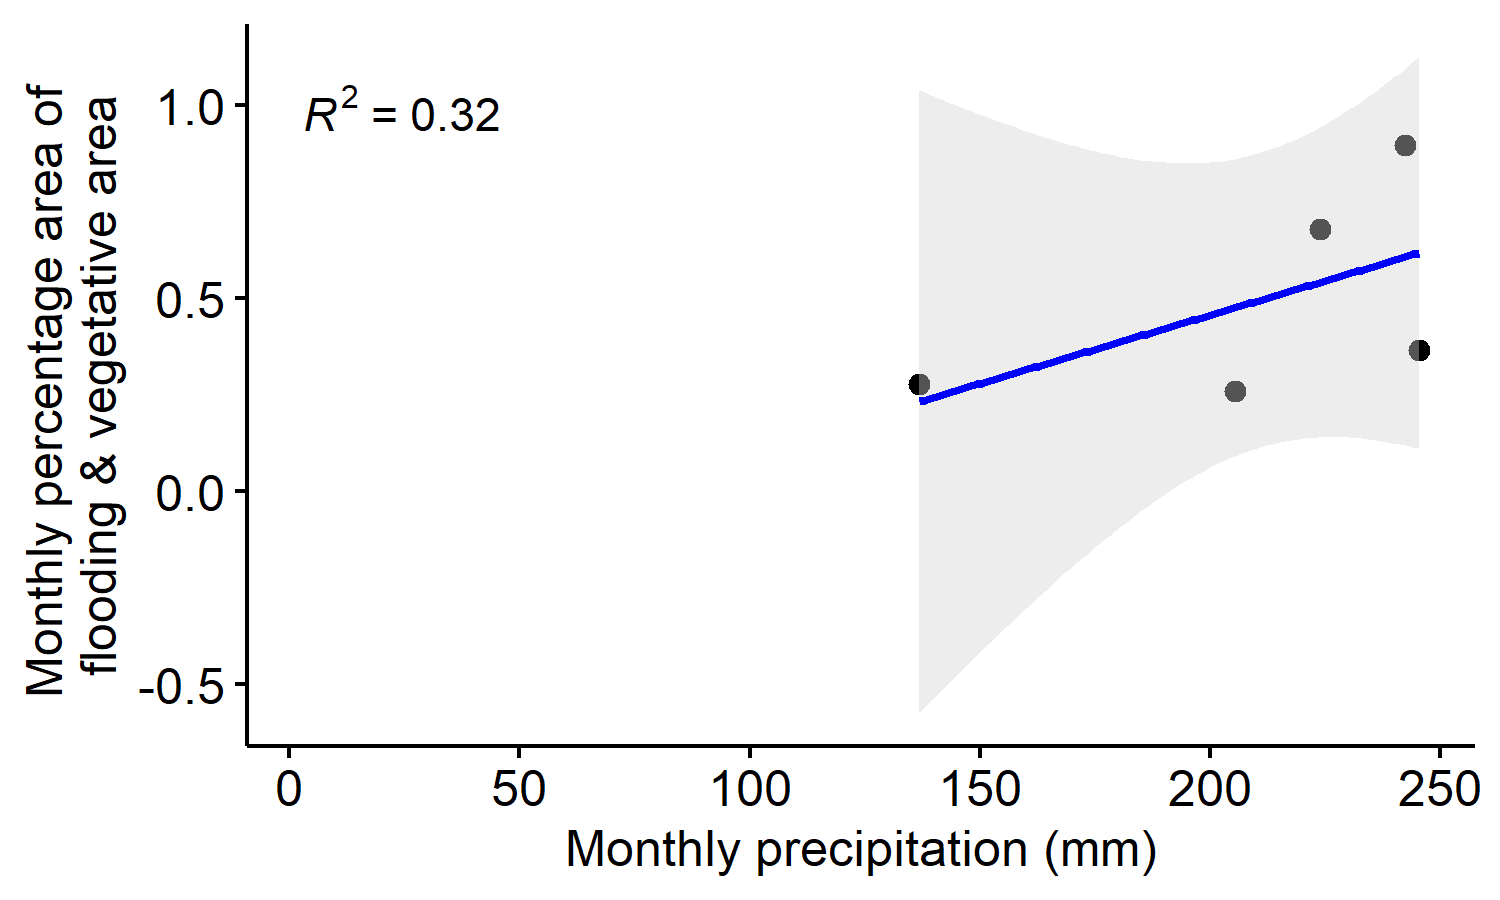 Monthly percentage area of
flooding & vegetative area
1.0
0.5
0.0
-0.5
R² = 0.32
0 50 100 150 200 250
Monthly precipitation (mm)